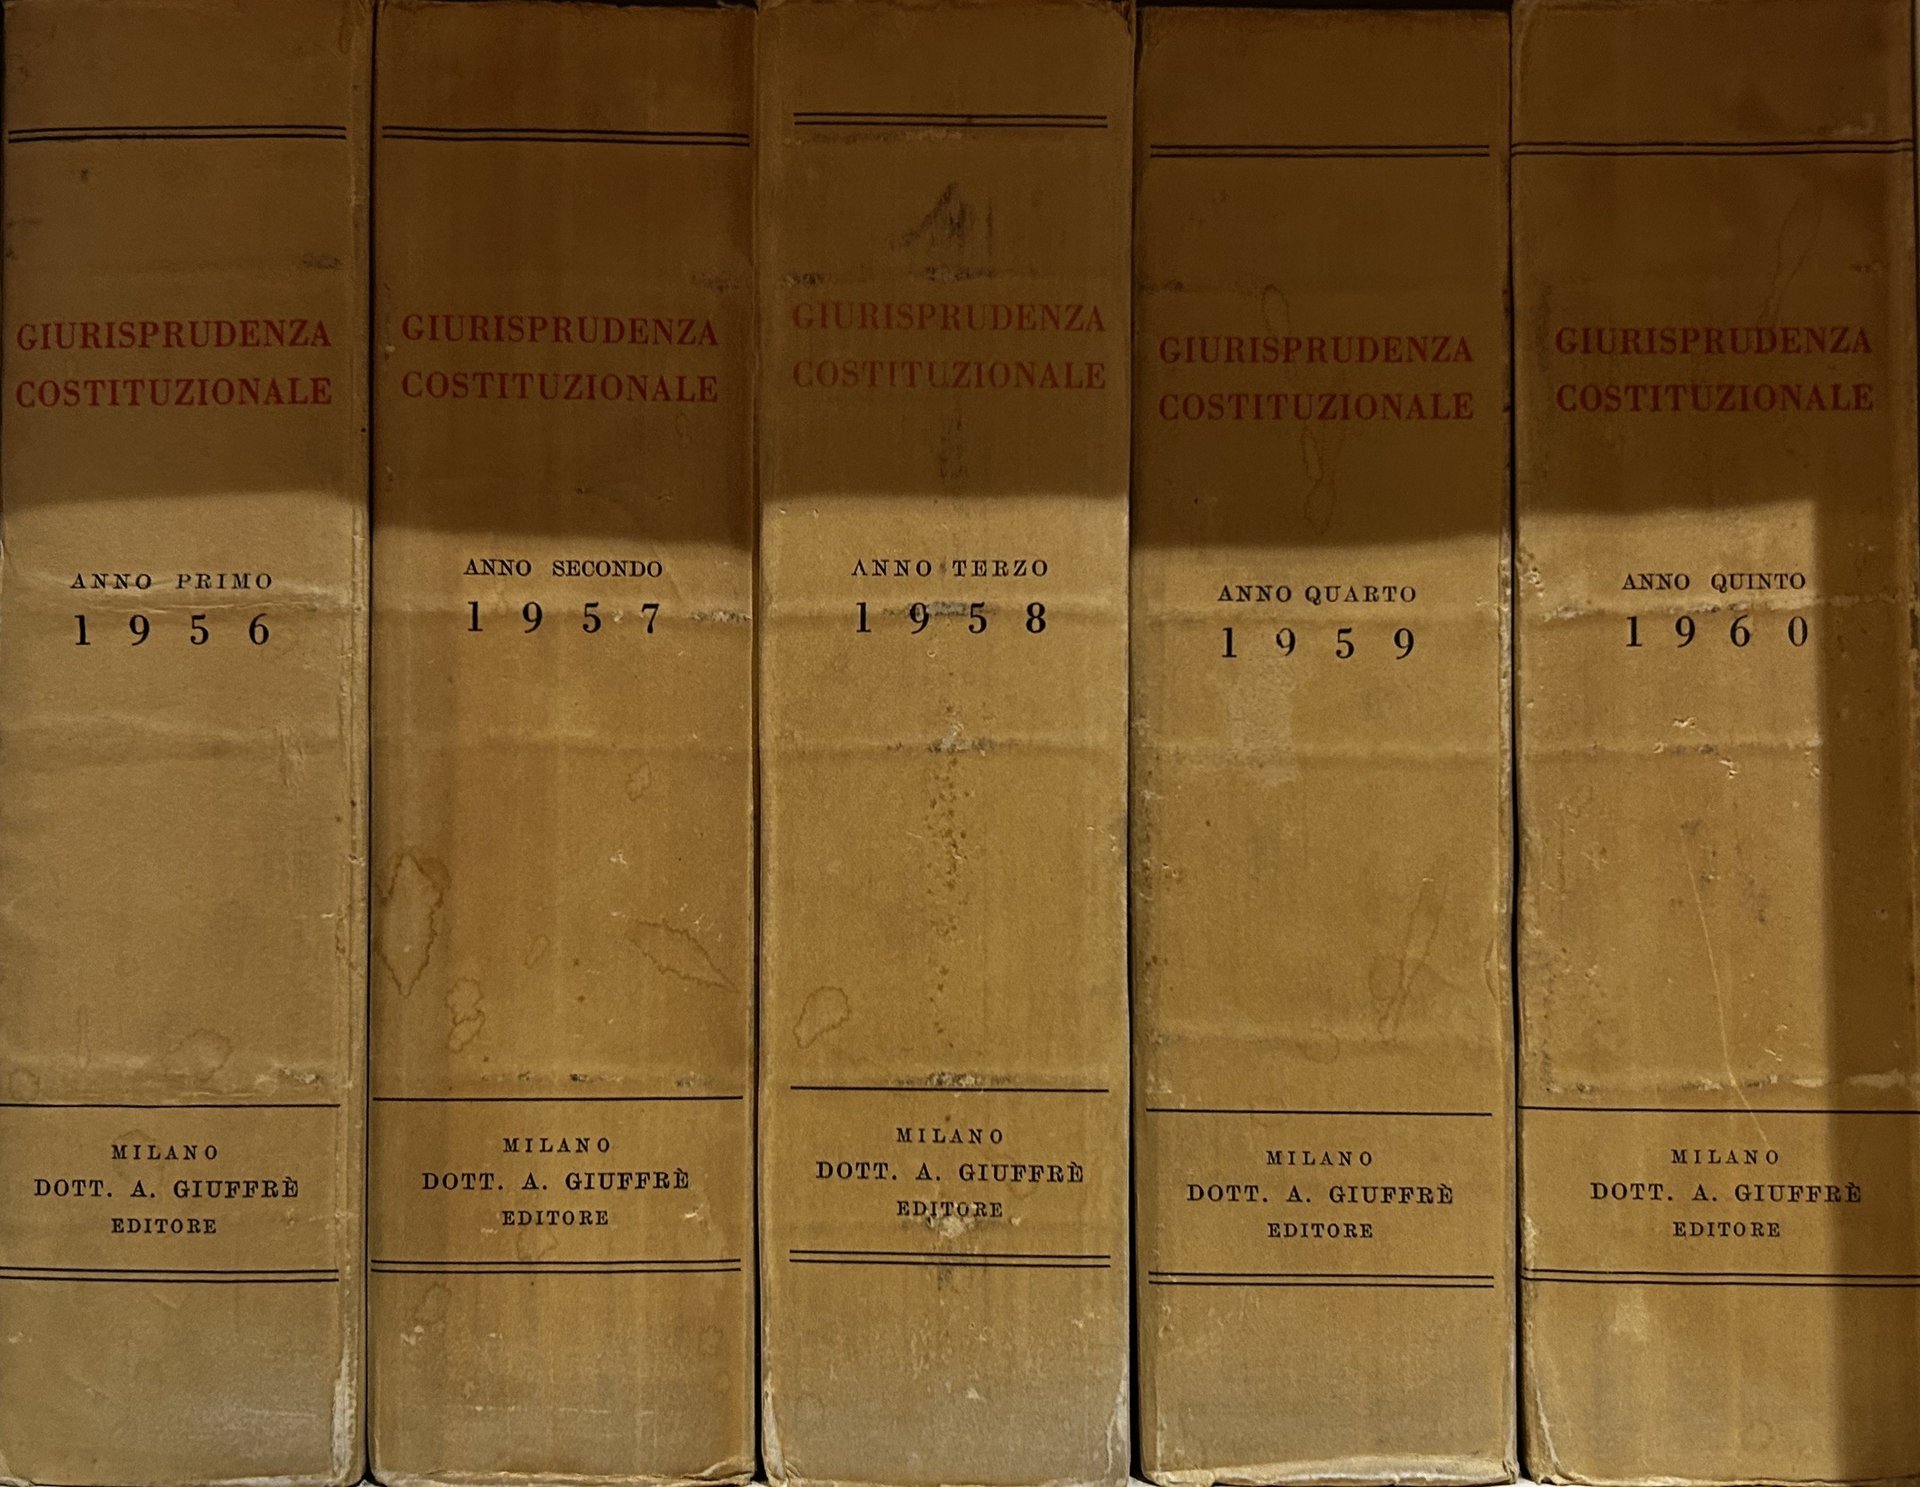 GIURISPRUDENZA
COSTITUZIONALE
ANNO PRIMO
1956
MILANO
DOTT. A. GIUFFRÈ
EDITORE
GIURISPRUDENZA
COSTITUZIONALE
ANNO SECONDO
1957
MILANO
DOTT. A. GIUFFRÈ
EDITORE
GIURISPRUDENZA
COSTITUZIONALE
ANNO TERZO
1958
MILANO
DOTT. A. GIUFFRÈ
EDITORE
GIURISPRUDENZA
COSTITUZIONALE
ANNO QUARTO
1959
MILANO
DOTT. A. GIUFFRÈ
EDITORE
GIURISPRUDENZA
COSTITUZIONALE
ANNO QUINTO
1960
MILANO
DOTT. A. GIUFFRÈ
EDITORE